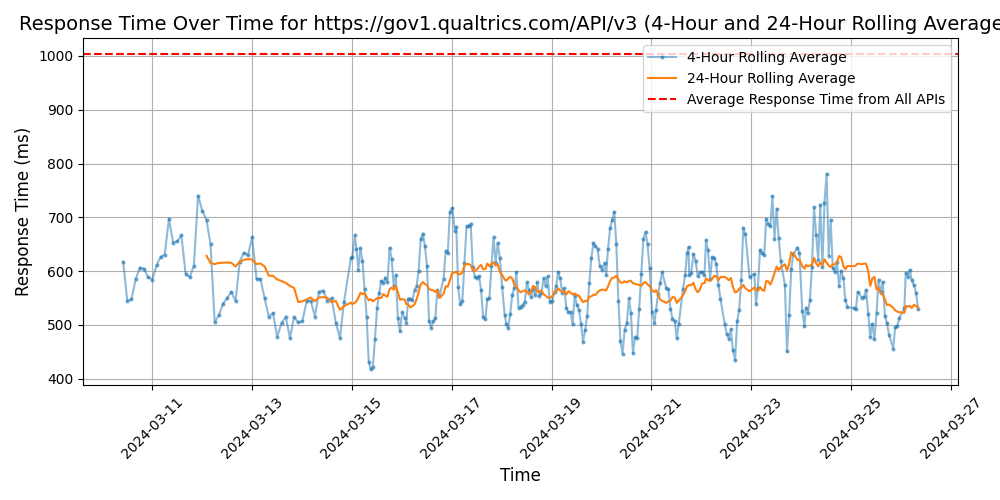 Response Time Over Time for https://gov1.qualtrics.com/API/v3 (4-Hour and 24-Hour Rolling Average
1000
900
800
700
600
500
400
Response Time (ms)
4-Hour Rolling Average
24-Hour Rolling Average
Average Response Time from All APIs
2024-03-11
2024-03-13
2024-03-15
2024-03-17
2024-03-19
2024-03-21
2024-03-23
2024-03-25
2024-03-27
Time